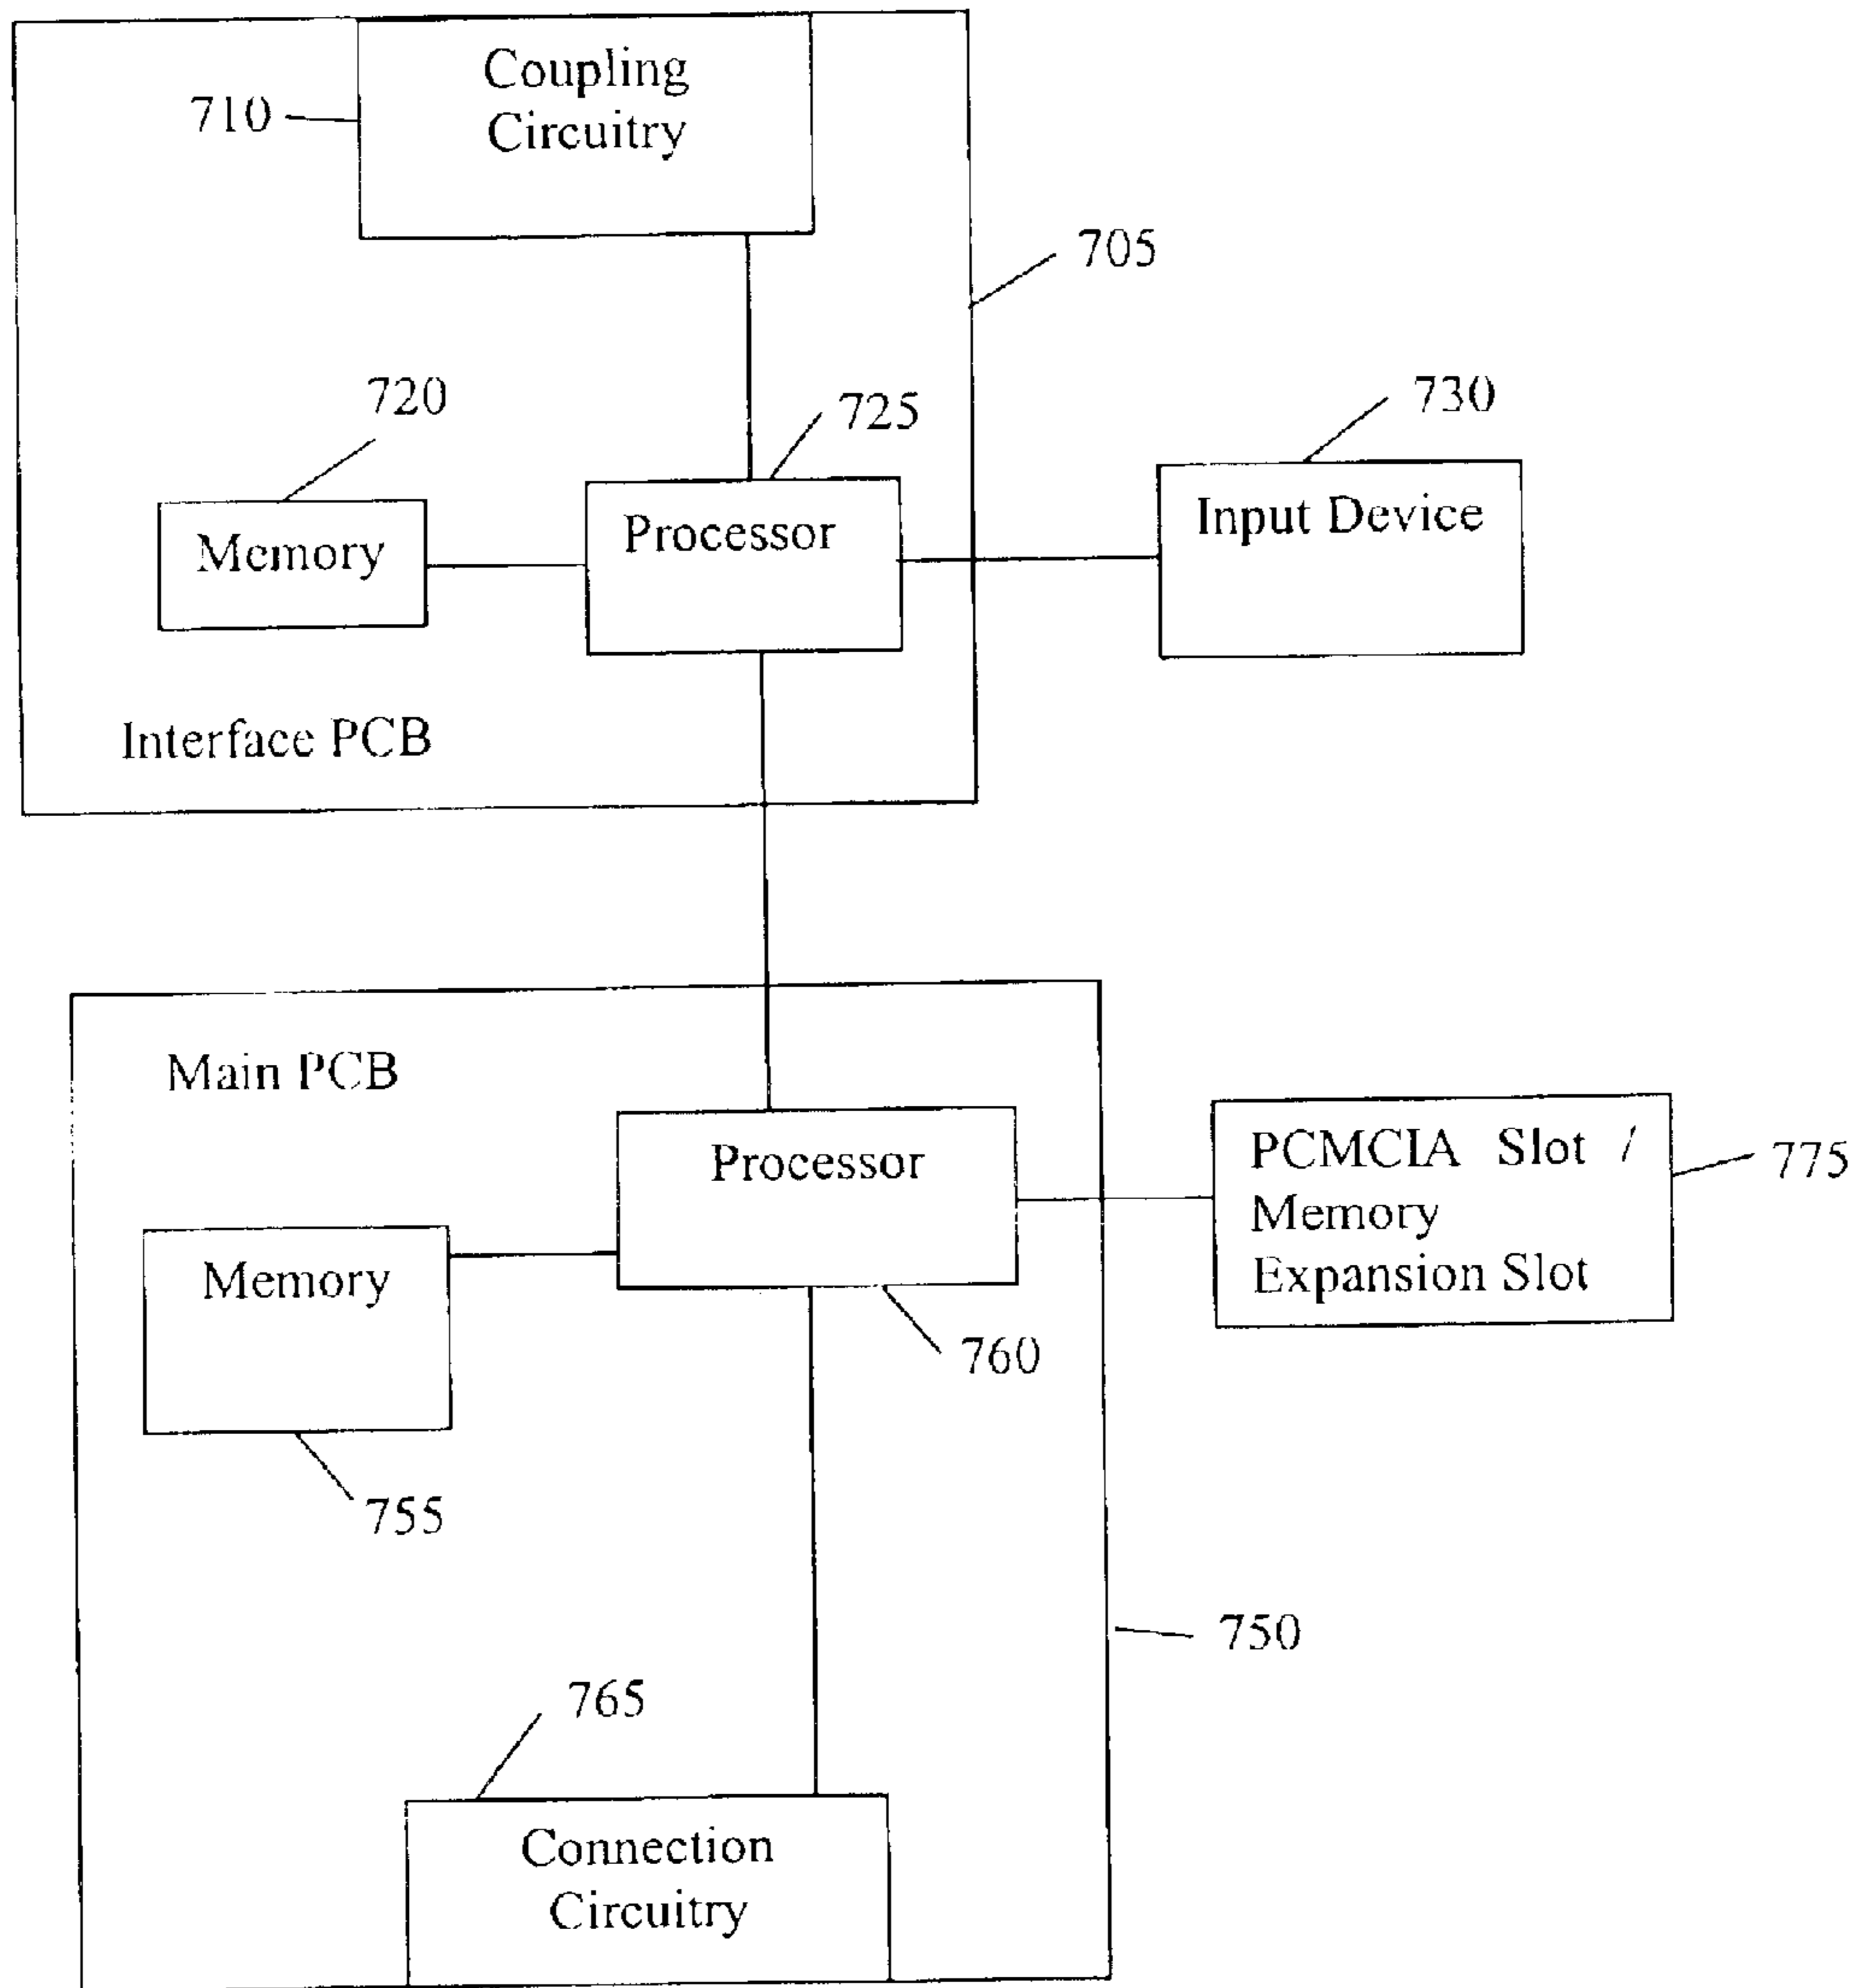 Coupling
Circuitry
710
705
720
725
730
Memory
Processor
Input Device
Interface PCB
Main PCB
Processor
PCMCIA Slot /
Memory
Expansion Slot
775
Memory
760
755
750
765
Connection
Circuitry